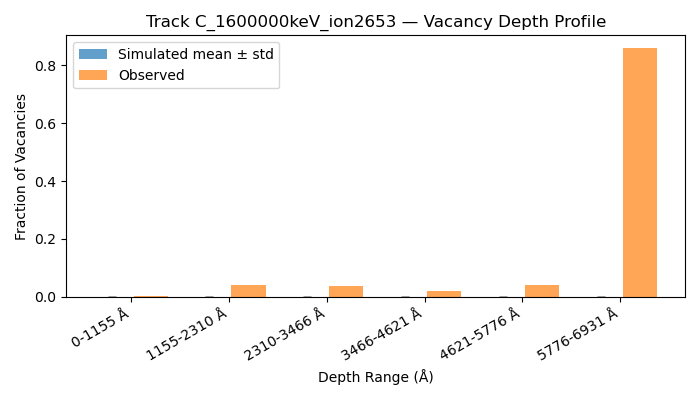 Track C_1600000keV_ion2653 — Vacancy Depth Profile
Simulated mean ± std
Observed
Fraction of Vacancies
0.8
0.6
0.4
0.2
0.0
0-1155 Å
1155-2310 Å
2310-3466 Å
3466-4621 Å
4621-5776 Å
5776-6931 Å
Depth Range (Å)